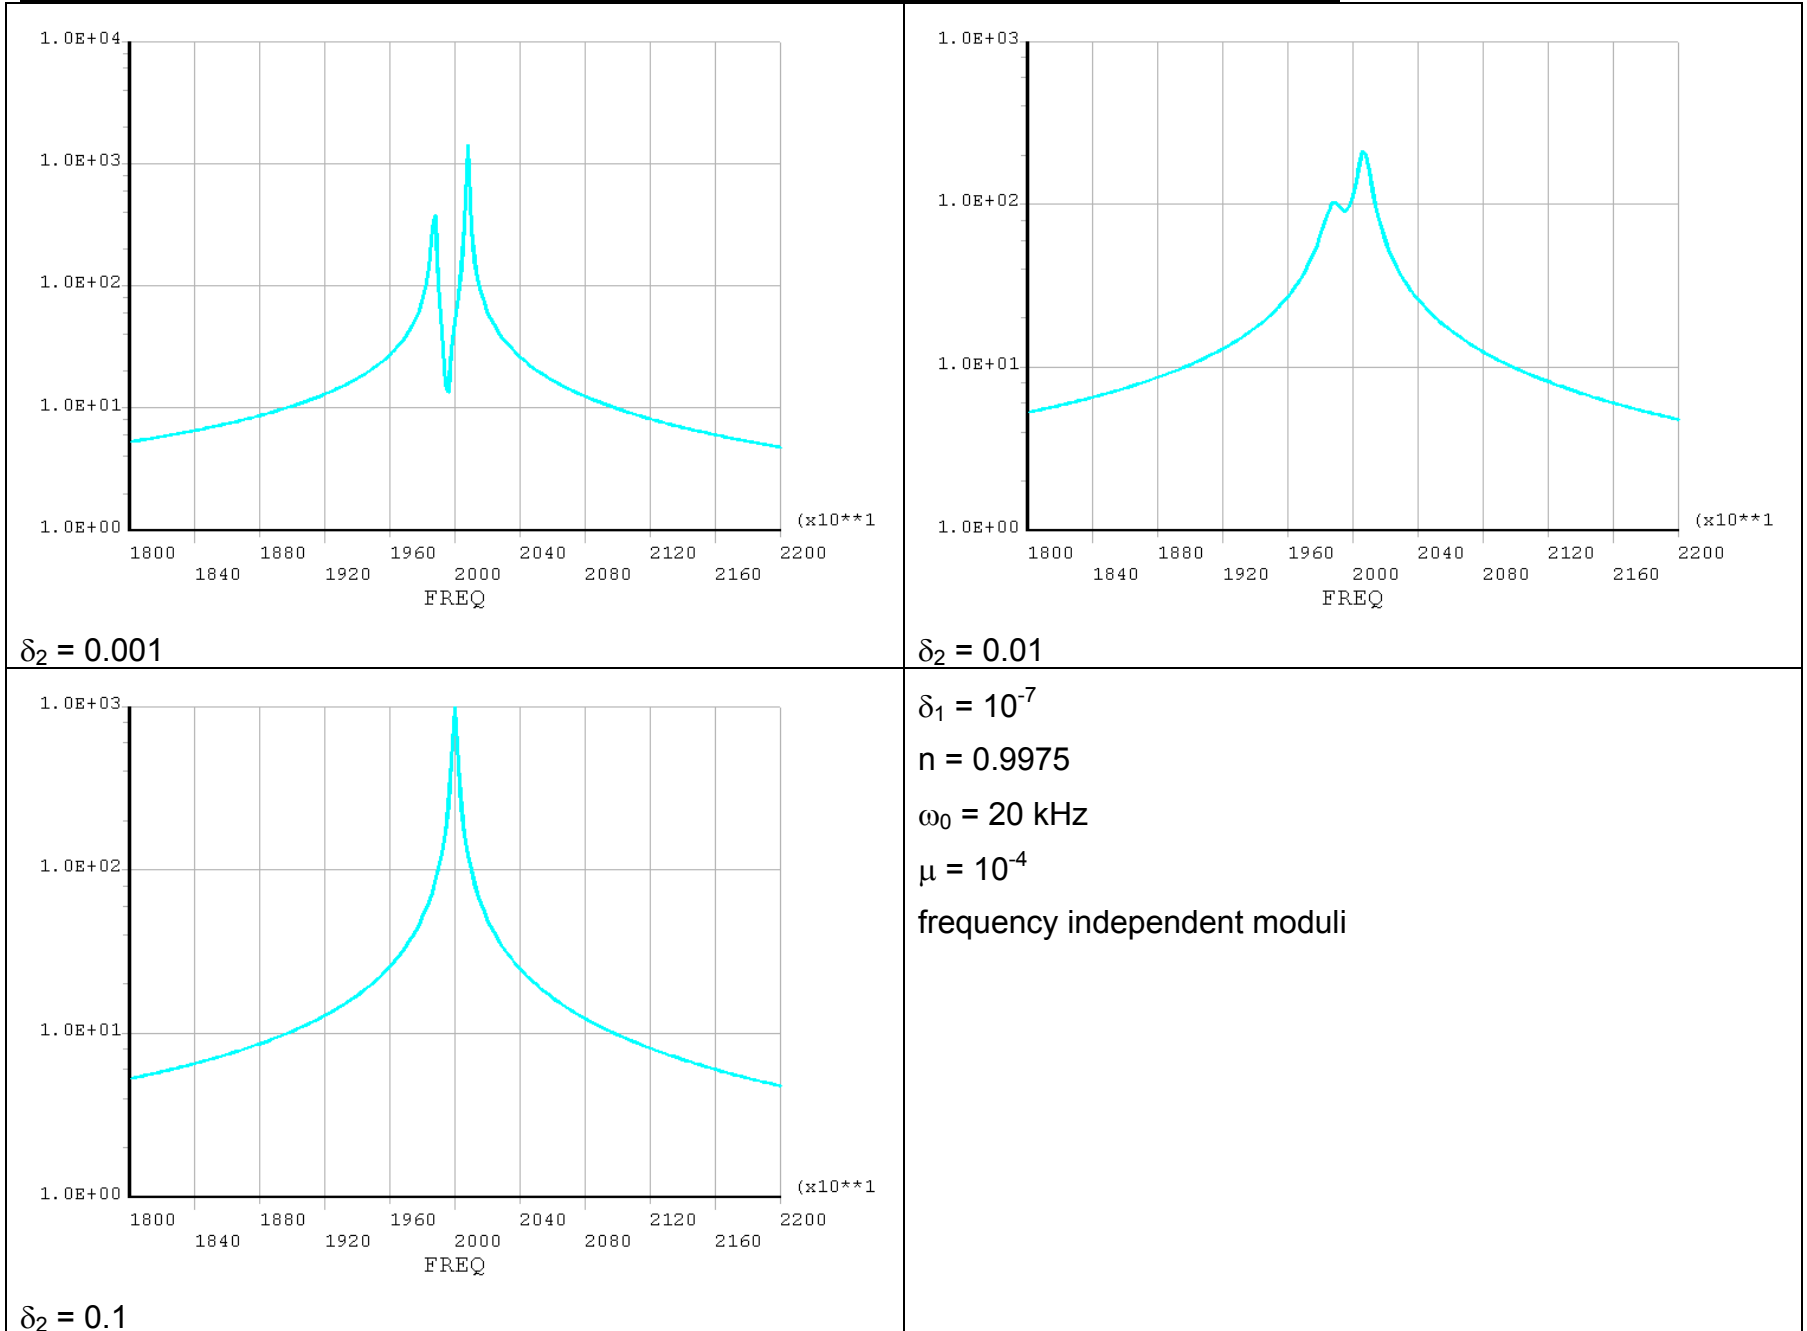 1.0E+04
1.0E+03
1.0E+02
1.0E+01
1.0E+00
(x10**1
1800 1880 1960 2040 2120 2200
1840 1920 2000 2080 2160
FREQ
δ₂ = 0.001
1.0E+03
1.0E+02
1.0E+01
1.0E+00
(x10**1
1800 1880 1960 2040 2120 2200
1840 1920 2000 2080 2160
FREQ
δ₂ = 0.01
1.0E+03
1.0E+02
1.0E+01
1.0E+00
(x10**1
1800 1880 1960 2040 2120 2200
1840 1920 2000 2080 2160
FREQ
δ₂ = 0.1
δ₁ = 10⁻⁷
n = 0.9975
ω₀ = 20 kHz
μ = 10⁻⁴
frequency independent moduli